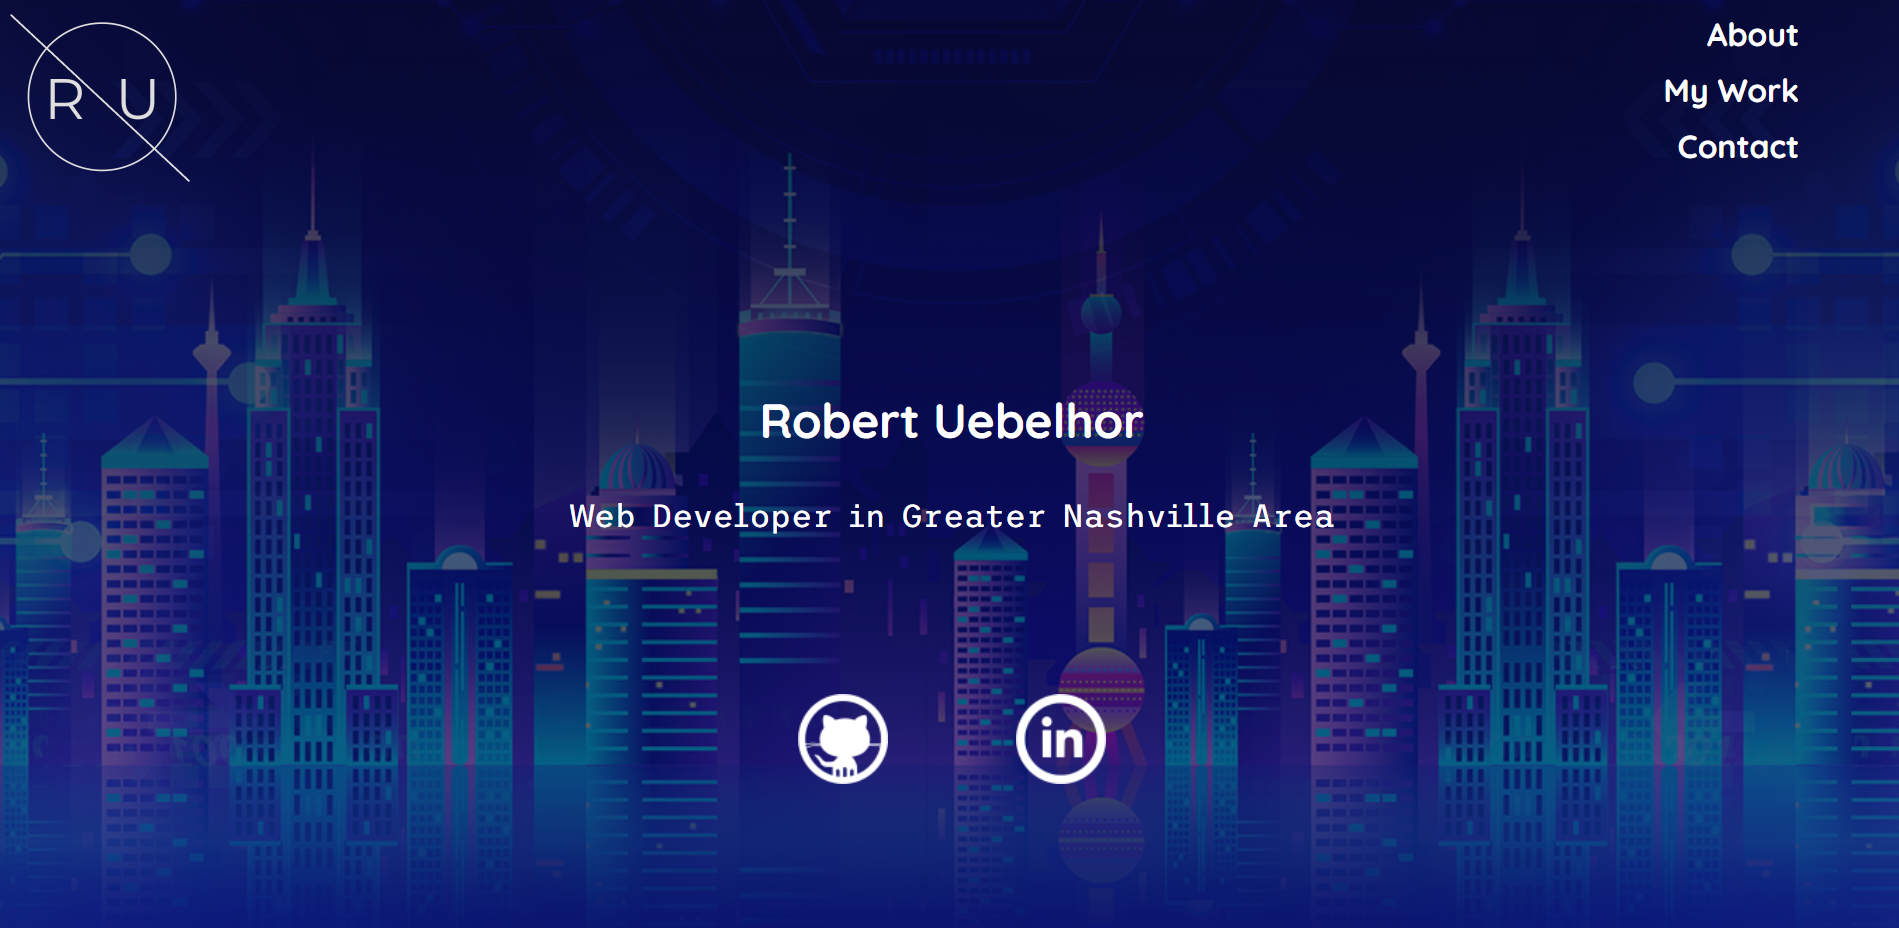 R U
About
My Work
Contact
Robert Uebelhor
Web Developer in Greater Nashville Area
in